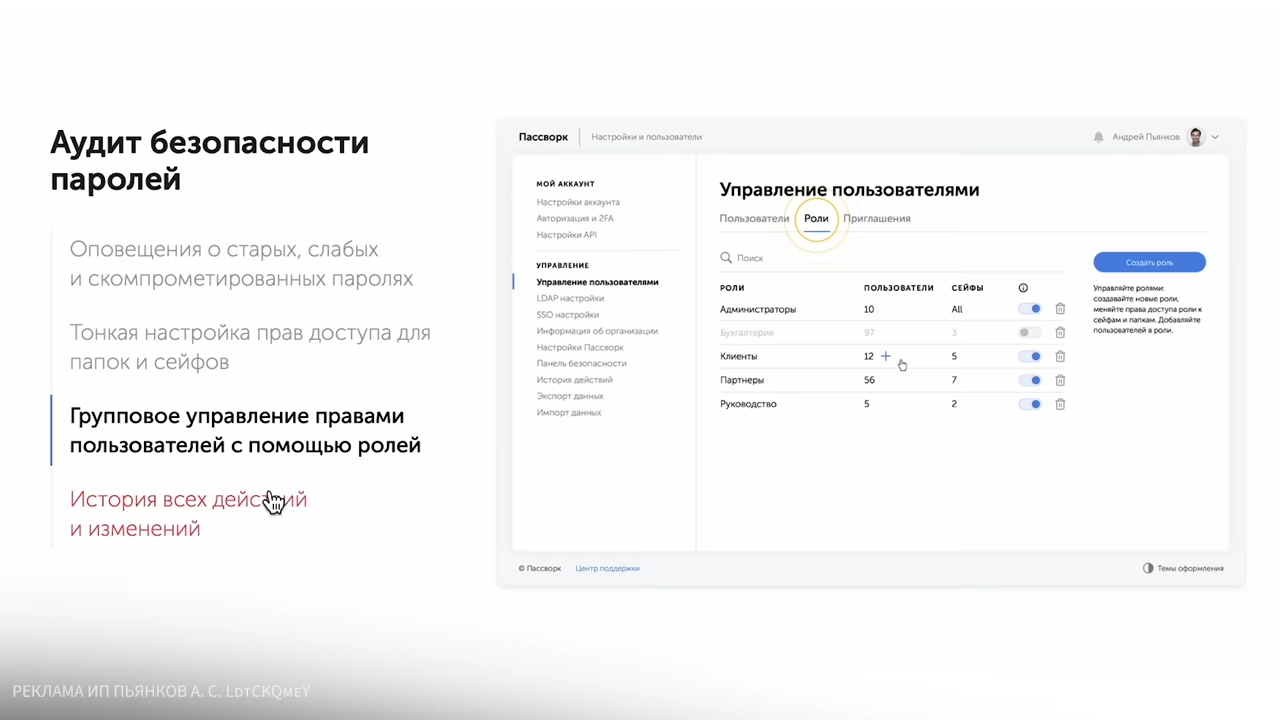 Аудит безопасности
паролей
Оповещения о старых, слабых
и скомпрометированных паролях
Тонкая настройка прав доступа для
папок и сейфов
Групповое управление правами
пользователей с помощью ролей
История всех действий
и изменений
Пассворк
Настройки и пользователи
Андрей Пьянков
МОЙ АККАУНТ
Настройки аккаунта
Авторизация и 2FA
Настройки API
УПРАВЛЕНИЕ
Управление пользователями
LDAP настройки
SSO настройки
Информация об организации
Настройки Пассворк
Панель безопасности
История действий
Экспорт данных
Импорт данных
Управление пользователями
Пользователи Роли Приглашения
Поиск
РОЛИ ПОЛЬЗОВАТЕЛИ СЕЙФЫ
Администраторы 10 All
Бухгалтерия 97 3
Клиенты 12 + 5
Партнеры 56 7
Руководство 5 2
Создать роль
Управляйте ролями:
создавайте новые роли,
меняйте права доступа роли к
сейфам и папкам. Добавляйте
пользователей в роли.
© Пассворк
Центр поддержки
Темы оформления
РЕКЛАМА ИП ПЬЯНКОВ А. С. LDTCKQMEY